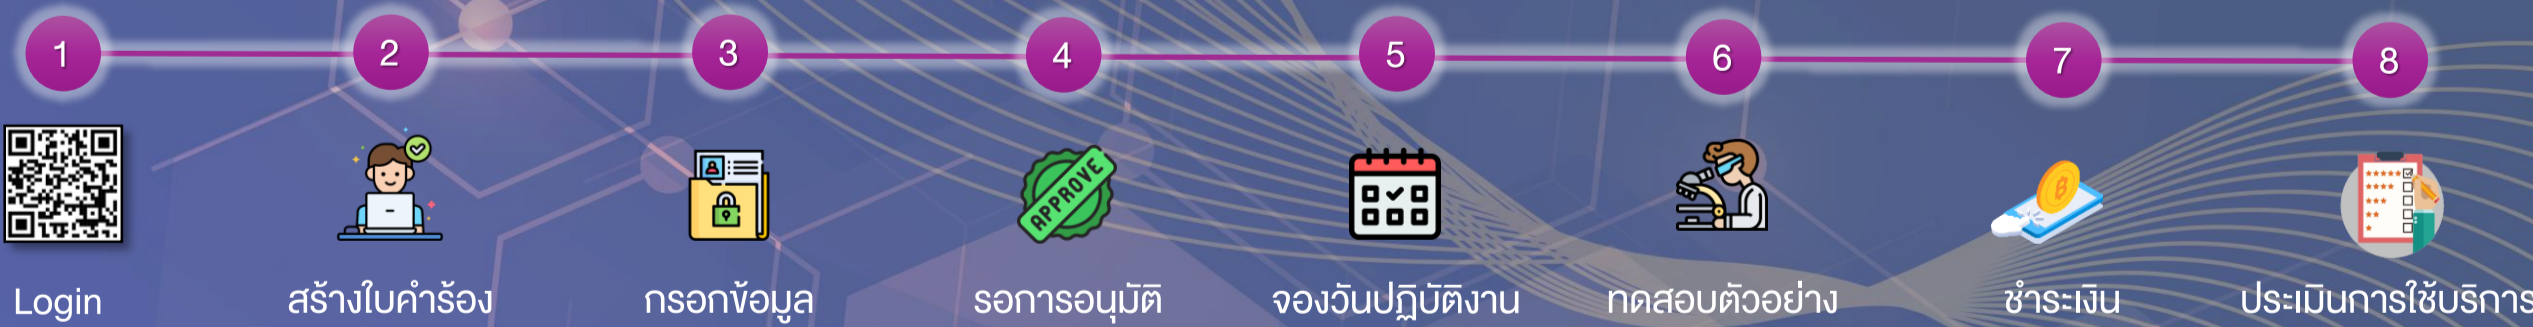 1 2 3 4 5 6 7 8
APPROVE
Login สร้างใบคำร้อง กรอกข้อมูล รอการอนุมัติ จองวันปฏิบัติงาน ทดสอบตัวอย่าง ชำระเงิน ประเมินการใช้บริการ